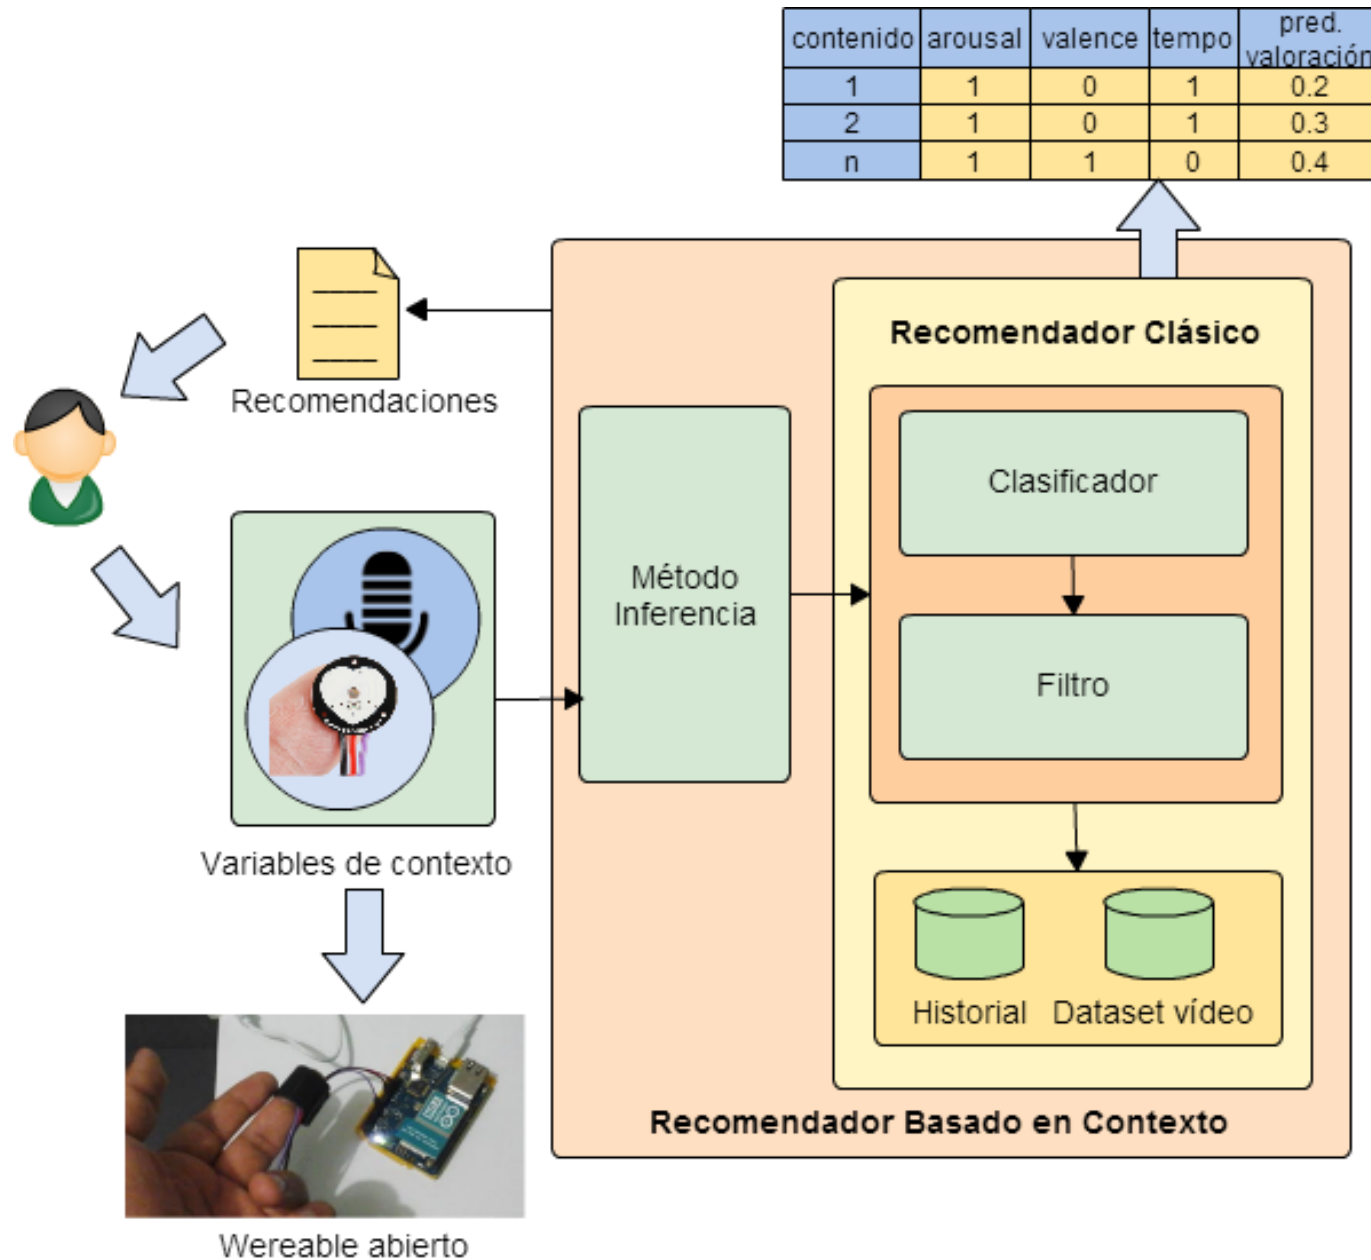 contenido arousal valence tempo pred. valoración
1 1 0 1 0.2
2 1 0 1 0.3
n 1 1 0 0.4
Recomendaciones
Recomendador Clásico
Clasificador
Método
Inferencia
Filtro
Variables de contexto
Historial Dataset vídeo
Recomendador Basado en Contexto
Wereable abierto